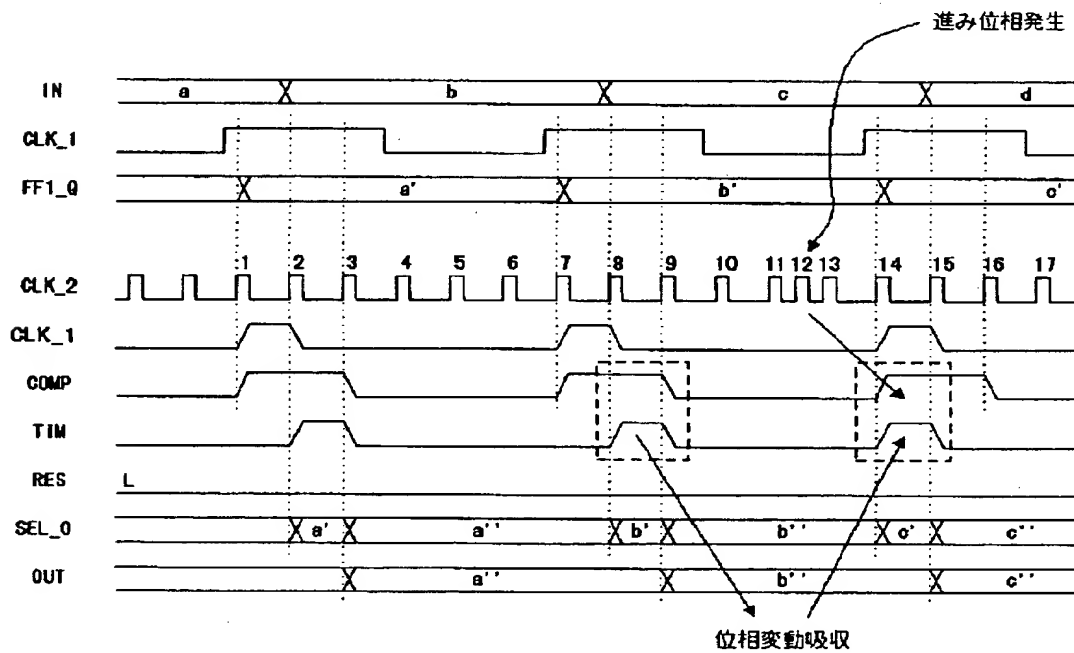 進み位相発生
IN a b c d
CLK_1
FF1_Q a' b' c'
1 2 3 4 5 6 7 8 9 10 11 12 13 14 15 16 17
CLK_2
CLK_1
COMP
TIM
RES L
SEL_O a' a'' b' b'' c' c''
OUT a'' b'' c''
位相変動吸収